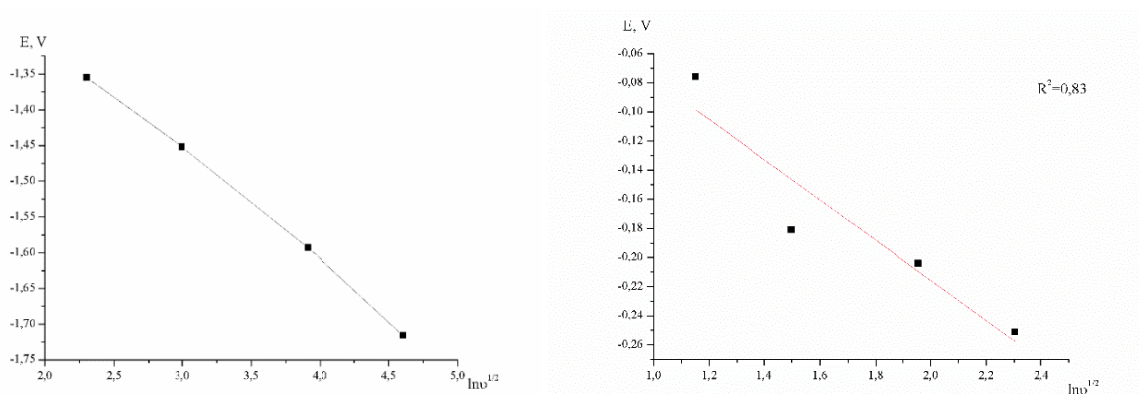 E, V
-1,35
-1,40
-1,45
-1,50
-1,55
-1,60
-1,65
-1,70
-1,75
2,0 2,5 3,0 3,5 4,0 4,5 5,0
lnυ^1/2
E, V
-0,06
-0,08
-0,10
-0,12
-0,14
-0,16
-0,18
-0,20
-0,22
-0,24
-0,26
R²=0,83
1,0 1,2 1,4 1,6 1,8 2,0 2,2 2,4
lnυ^1/2